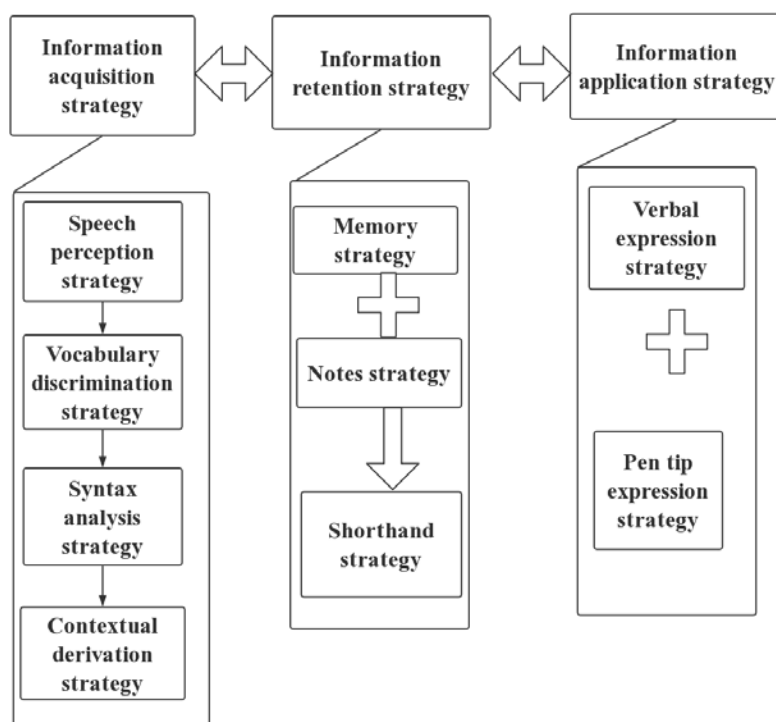 Information
acquisition
strategy
Information
retention strategy
Information
application strategy
Speech
perception
strategy
Vocabulary
discrimination
strategy
Syntax
analysis
strategy
Contextual
derivation
strategy
Memory
strategy
Notes strategy
Shorthand
strategy
Verbal
expression
strategy
Pen tip
expression
strategy